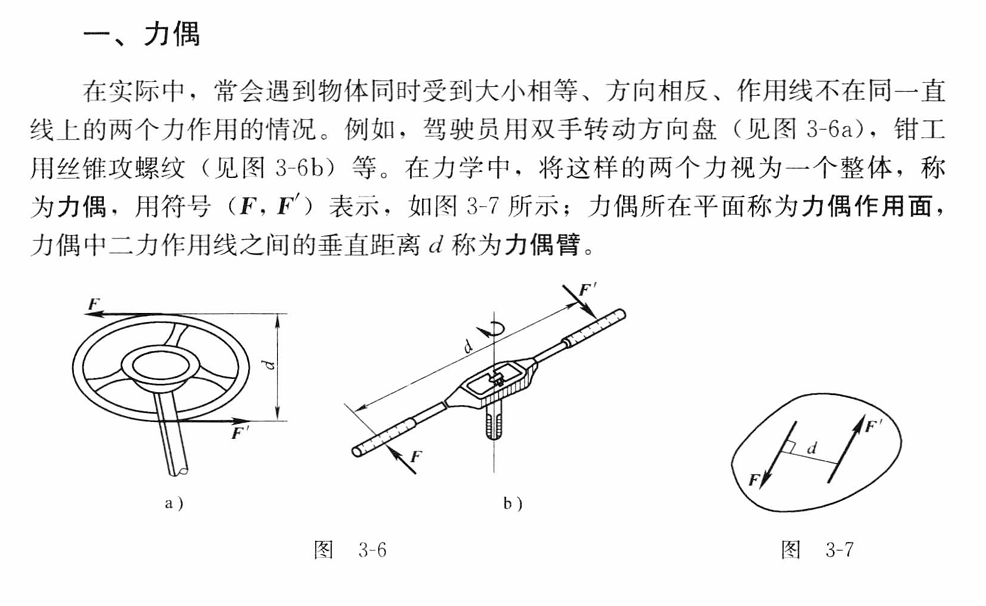 一、力偶
在实际中，常会遇到物体同时受到大小相等、方向相反、作用线不在同一直
线上的两个力作用的情况。例如，驾驶员用双手转动方向盘（见图 3-6a），钳工
用丝锥攻螺纹（见图 3-6b）等。在力学中，将这样的两个力视为一个整体，称
为力偶，用符号（F，F′）表示，如图 3-7 所示；力偶所在平面称为力偶作用面，
力偶中二力作用线之间的垂直距离 d 称为力偶臂。
F
d
F′
a）
F′
d
F
b）
F
d
F′
图 3-6
图 3-7